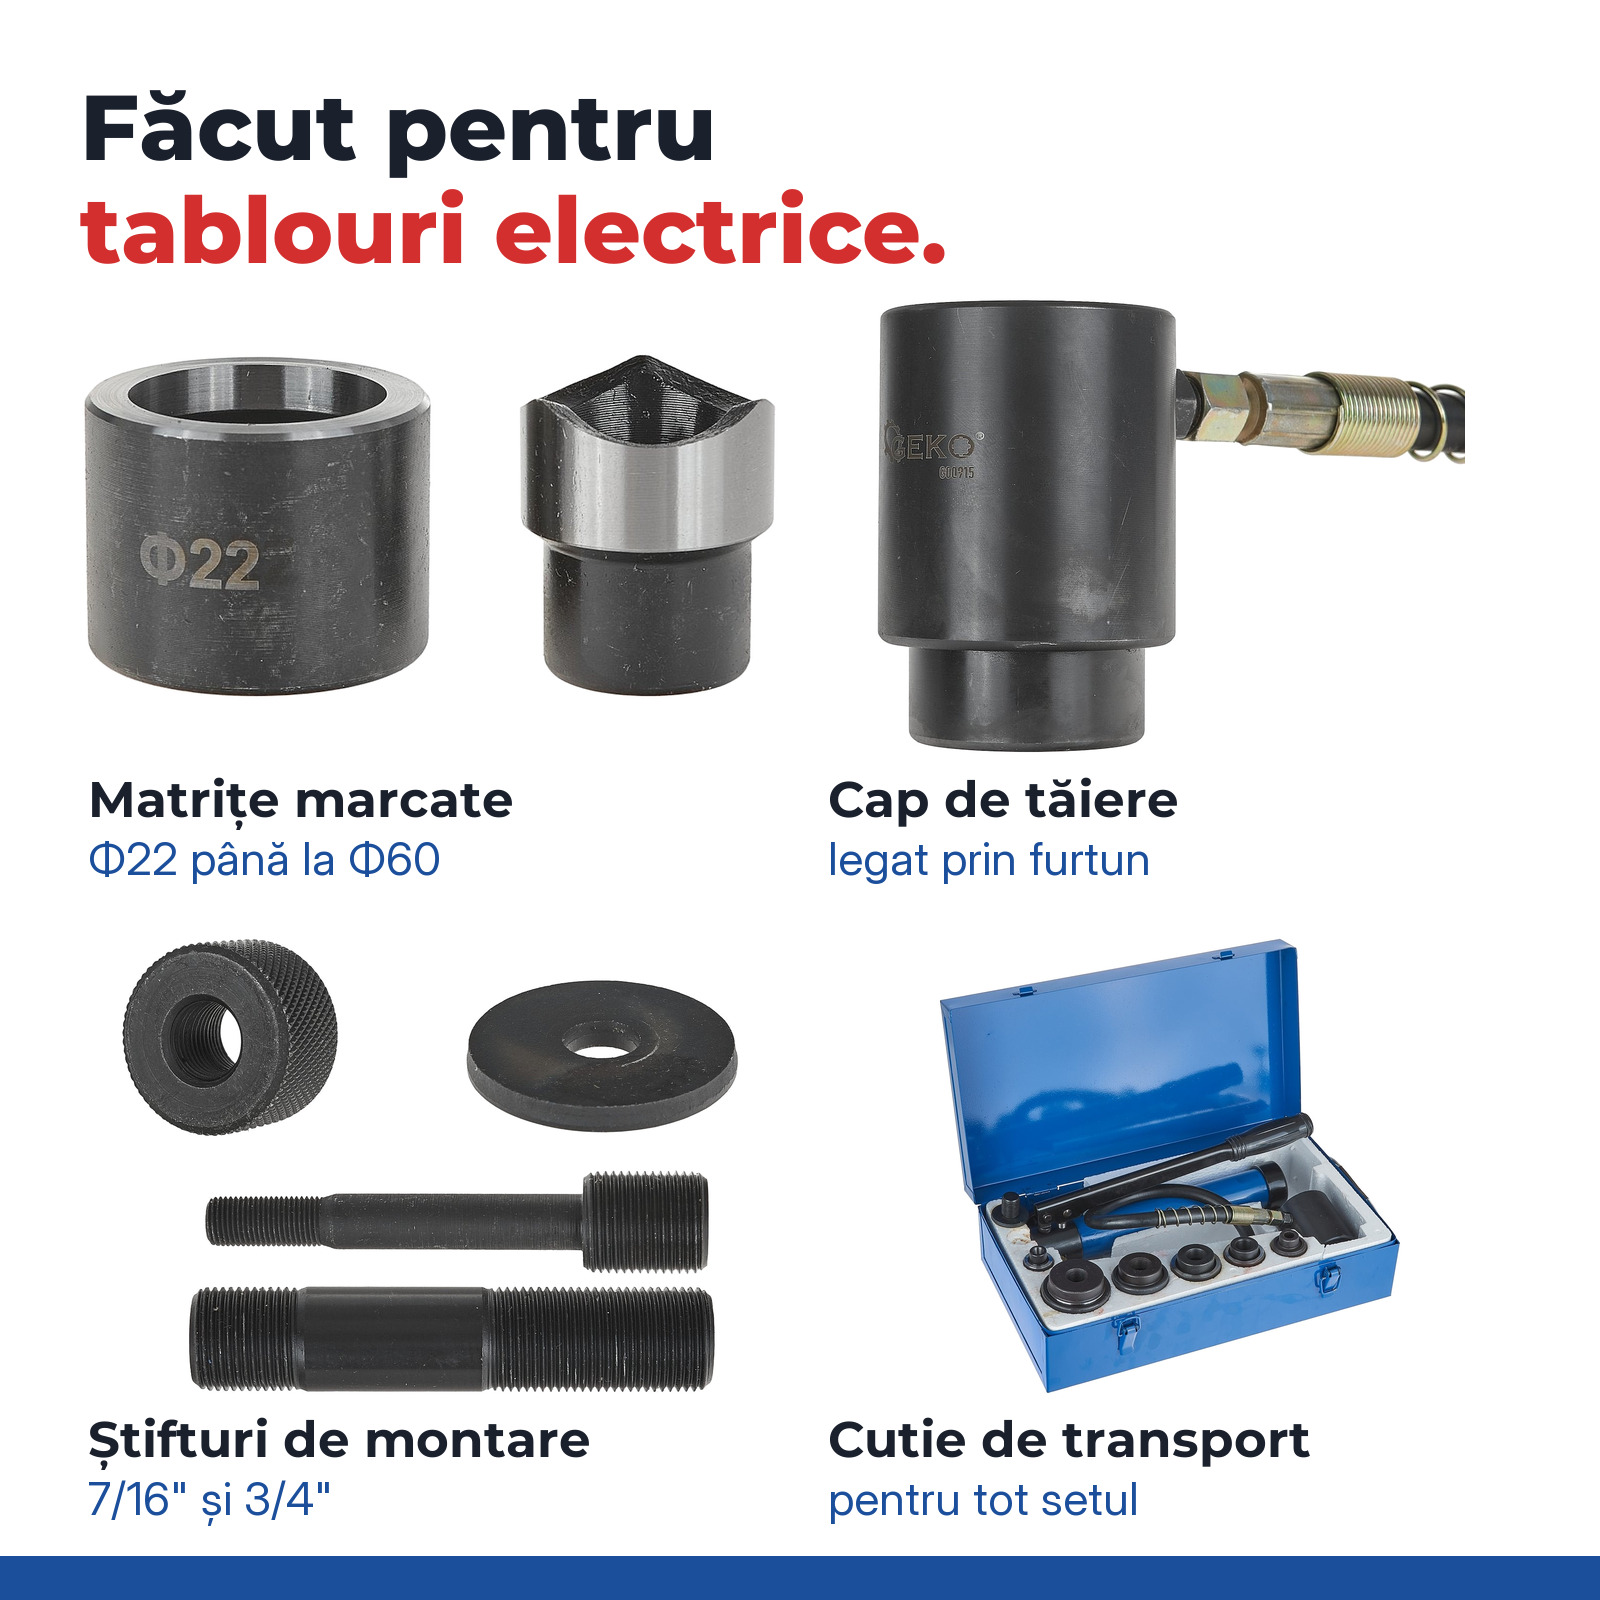 Făcut pentru
tablouri electrice.
Φ22
GEKO®
G00915
Matrițe marcate
Φ22 până la Φ60
Cap de tăiere
legat prin furtun
Știfturi de montare
7/16" și 3/4"
Cutie de transport
pentru tot setul